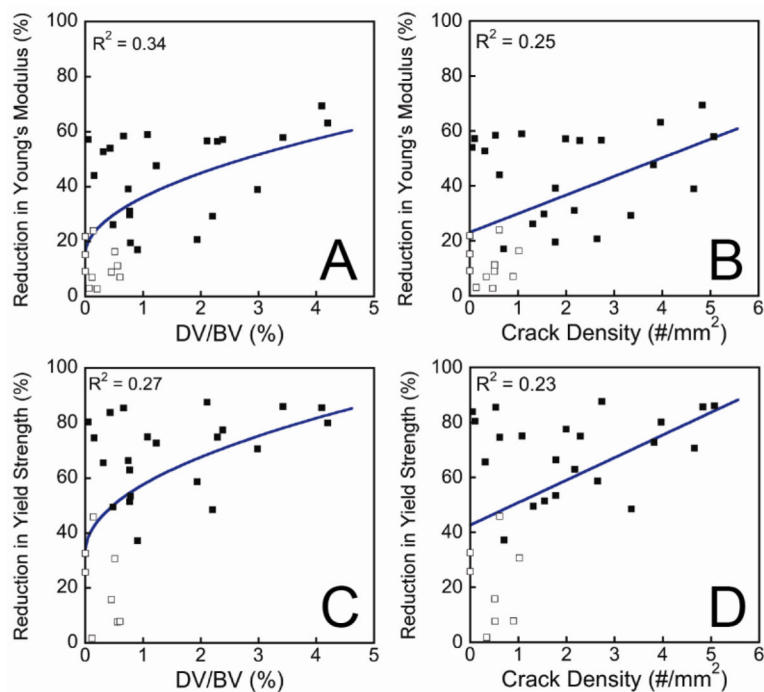 R² = 0.34
Reduction in Young's Modulus (%)
100
80
60
40
20
0
A
0 1 2 3 4 5
DV/BV (%)
R² = 0.25
Reduction in Young's Modulus (%)
100
80
60
40
20
0
B
0 1 2 3 4 5 6
Crack Density (#/mm²)
R² = 0.27
Reduction in Yield Strength (%)
100
80
60
40
20
0
C
0 1 2 3 4 5
DV/BV (%)
R² = 0.23
Reduction in Yield Strength (%)
100
80
60
40
20
0
D
0 1 2 3 4 5 6
Crack Density (#/mm²)